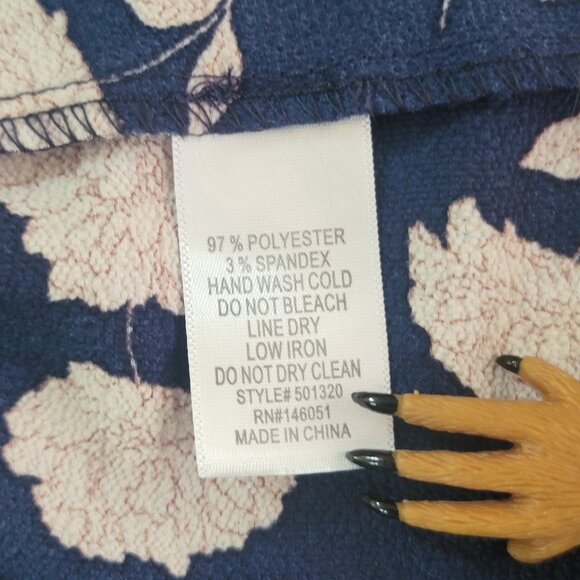 97 % POLYESTER
3 % SPANDEX
HAND WASH COLD
DO NOT BLEACH
LINE DRY
LOW IRON
DO NOT DRY CLEAN
STYLE# 501320
RN#146051
MADE IN CHINA